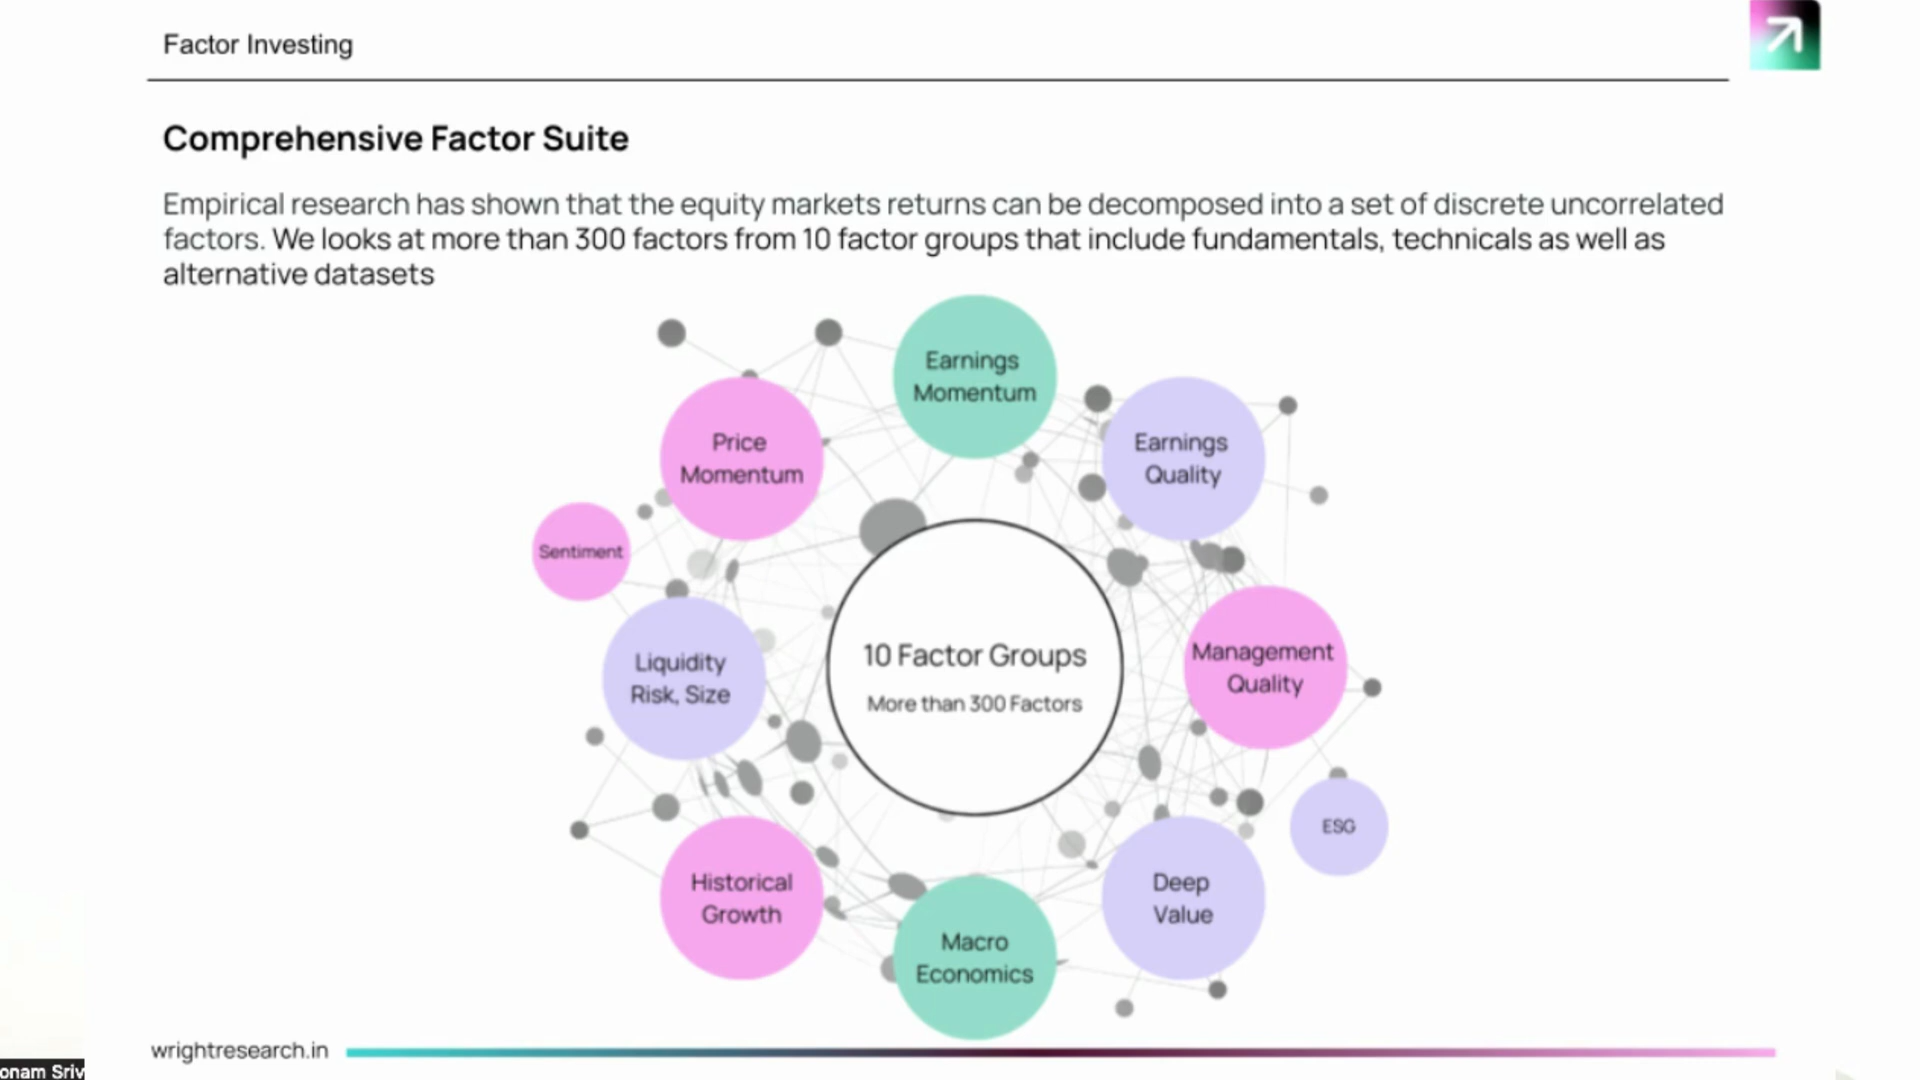 Factor Investing
Comprehensive Factor Suite
Empirical research has shown that the equity markets returns can be decomposed into a set of discrete uncorrelated
factors. We looks at more than 300 factors from 10 factor groups that include fundamentals, technicals as well as
alternative datasets
Earnings
Momentum
Price
Momentum
Earnings
Quality
Sentiment
Liquidity
Risk, Size
10 Factor Groups
More than 300 Factors
Management
Quality
ESG
Historical
Growth
Deep
Value
Macro
Economics
wrightresearch.in
onam Sriv